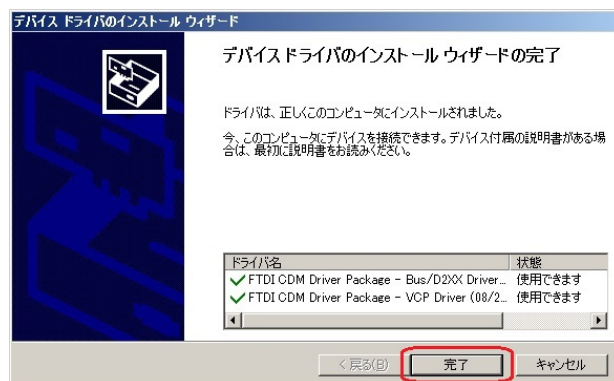 デバイス ドライバのインストール ウィザード
デバイス ドライバのインストール ウィザードの完了
ドライバは、正しくこのコンピュータにインストールされました。
今、このコンピュータにデバイスを接続できます。デバイス付属の説明書がある場
合は、最初に説明書をお読みください。
ドライバ名 状態
FTDI CDM Driver Package - Bus/D2XX Driver... 使用できます
FTDI CDM Driver Package - VCP Driver (08/2... 使用できます
< 戻る(B) 完了 キャンセル